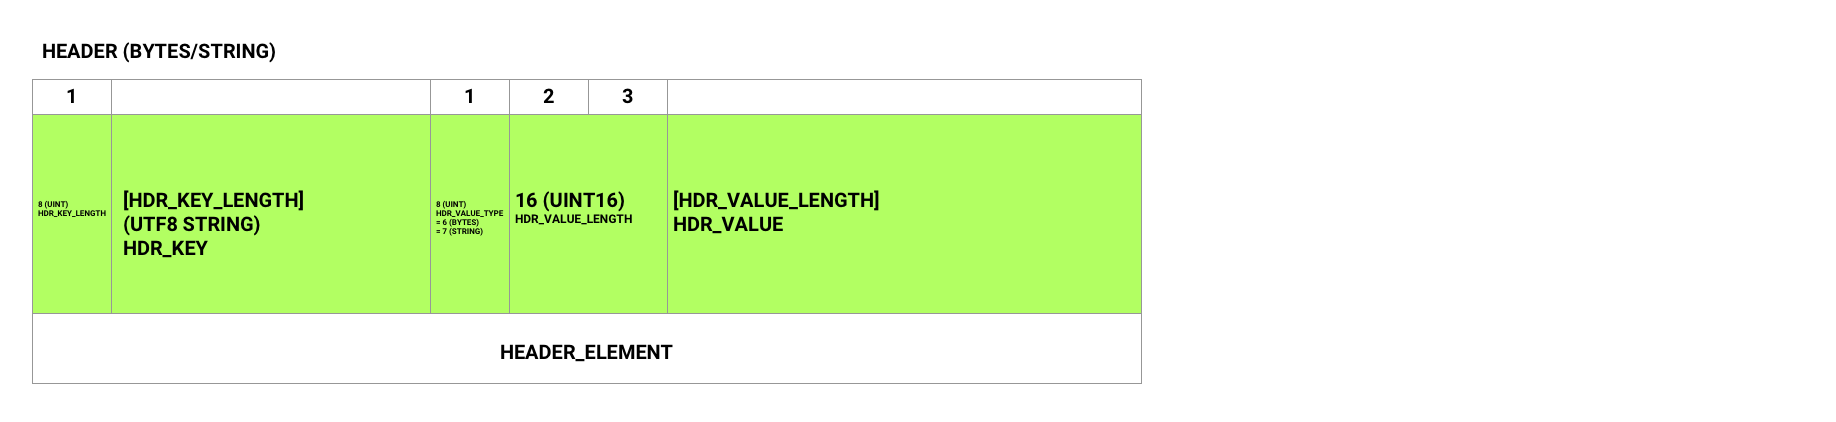 HEADER (BYTES/STRING)
1
1
2
3
8 (UINT)
HDR_KEY_LENGTH
[HDR_KEY_LENGTH]
(UTF8 STRING)
HDR_KEY
8 (UINT)
HDR_VALUE_TYPE
= 6 (BYTES)
= 7 (STRING)
16 (UINT16)
HDR_VALUE_LENGTH
[HDR_VALUE_LENGTH]
HDR_VALUE
HEADER_ELEMENT